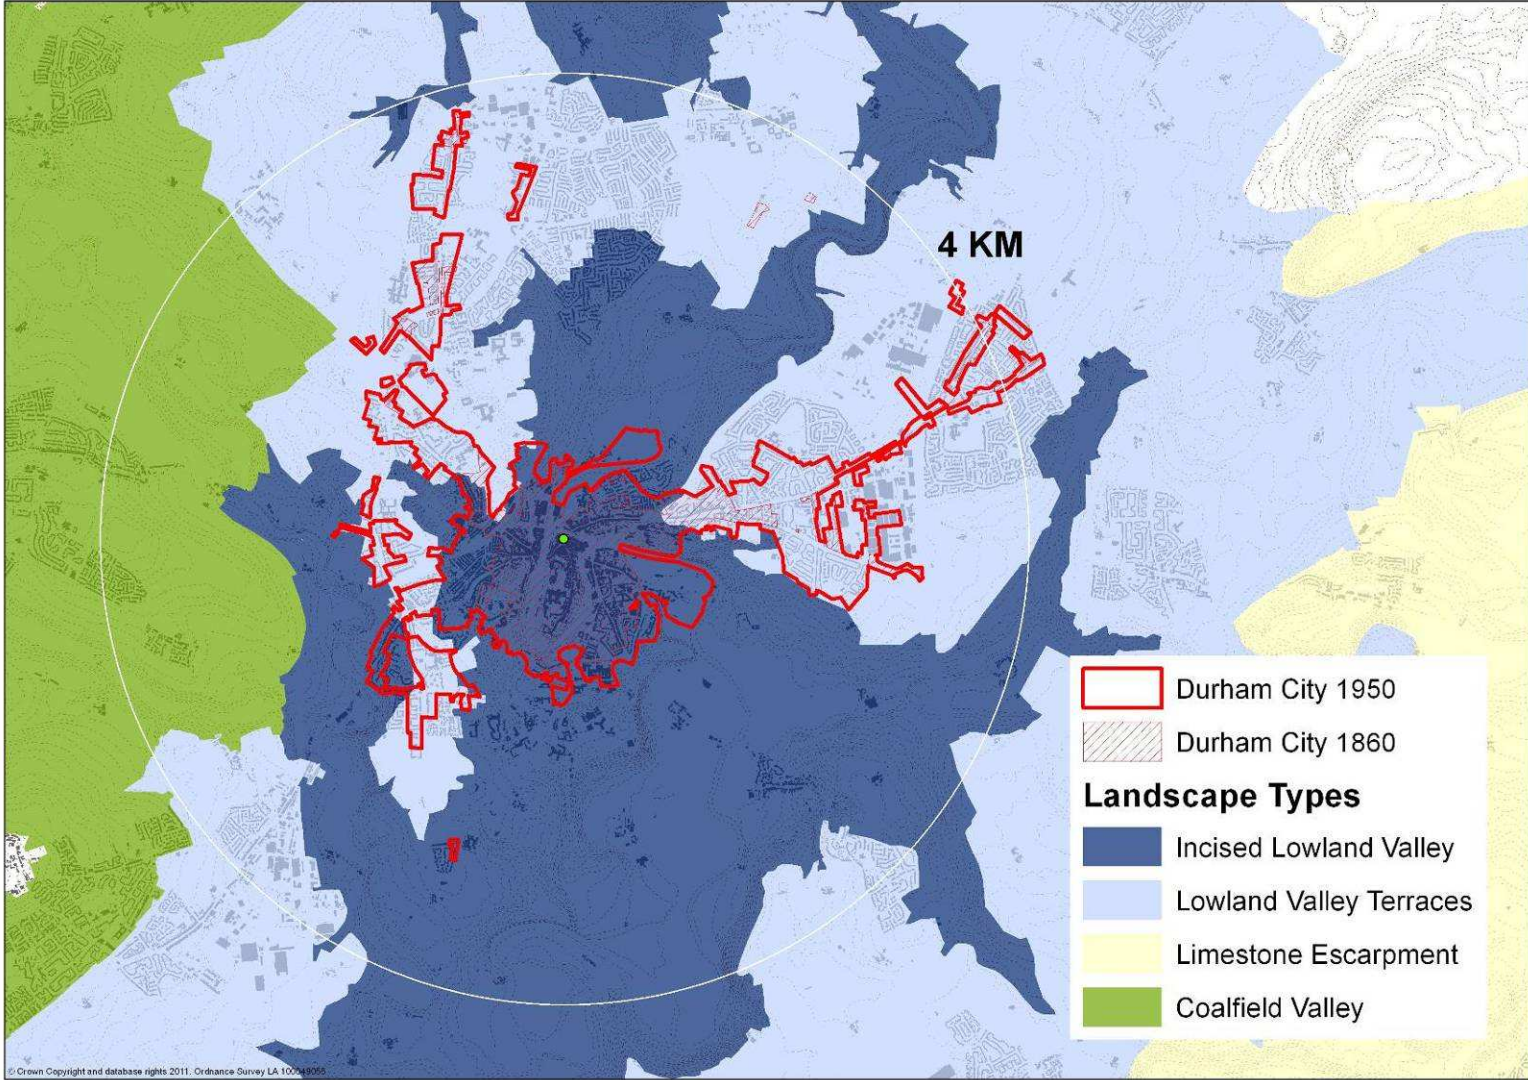 4 KM
Durham City 1950
Durham City 1860
Landscape Types
Incised Lowland Valley
Lowland Valley Terraces
Limestone Escarpment
Coalfield Valley
© Crown Copyright and database rights 2011. Ordnance Survey LA 100049055